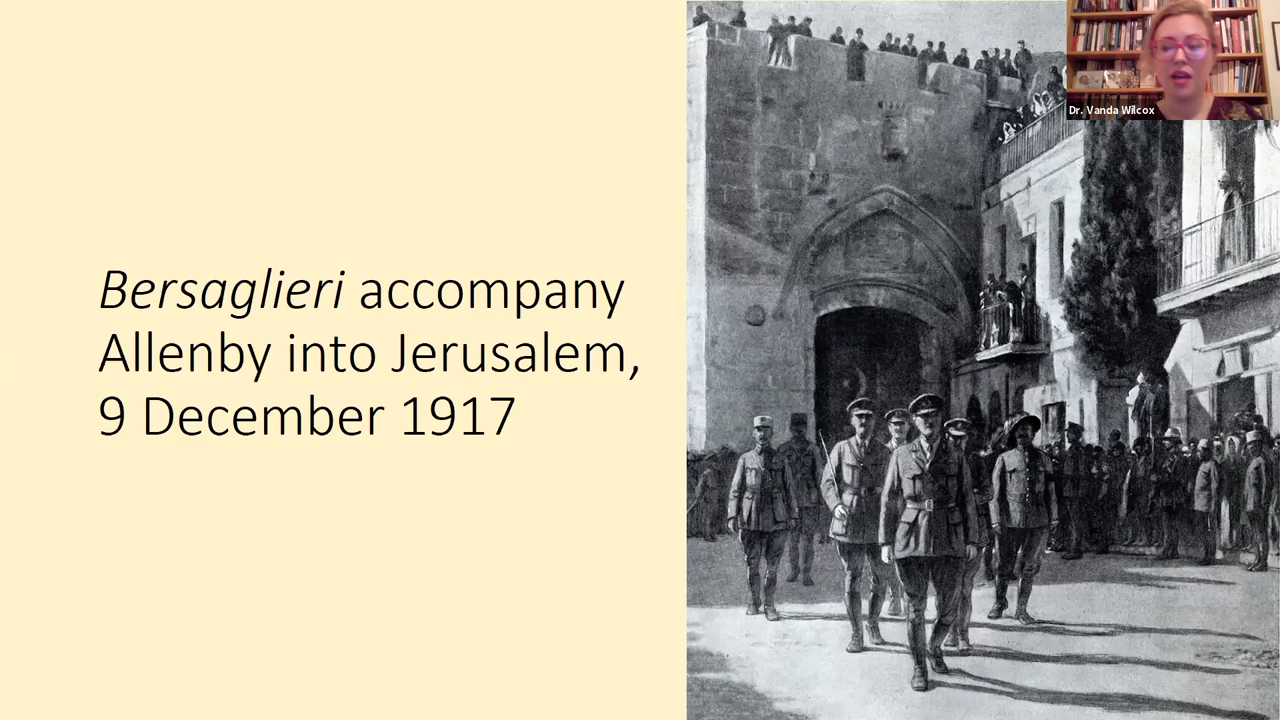 Bersaglieri accompany
Allenby into Jerusalem,
9 December 1917
Dr. Vanda Wilcox